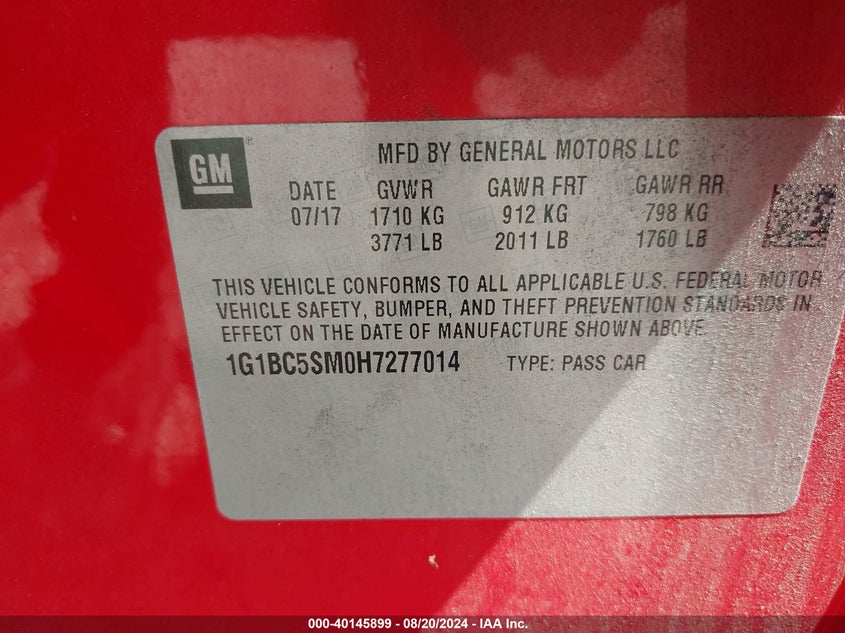 GM
MFD BY GENERAL MOTORS LLC
DATE GVWR GAWR FRT GAWR RR
07/17 1710 KG 912 KG 798 KG
3771 LB 2011 LB 1760 LB
THIS VEHICLE CONFORMS TO ALL APPLICABLE U.S. FEDERAL MOTOR
VEHICLE SAFETY, BUMPER, AND THEFT PREVENTION STANDARDS IN
EFFECT ON THE DATE OF MANUFACTURE SHOWN ABOVE.
1G1BC5SM0H7277014 TYPE: PASS CAR
000-40145899 - 08/20/2024 - IAA Inc.